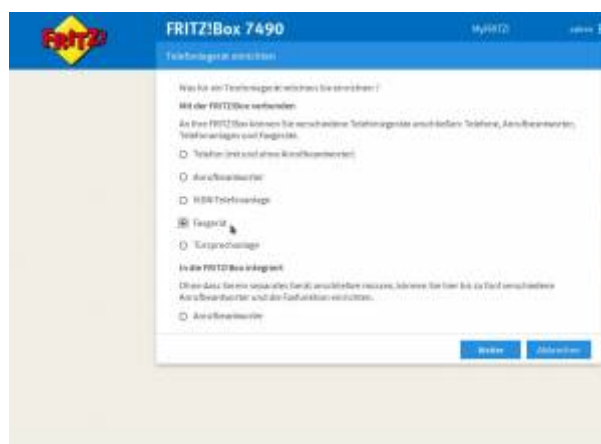 FRITZ!
FRITZ!Box 7490
MyFRITZ!
Telefoniegerät einrichten
Was für ein Telefoniegerät möchten Sie einrichten?
Mit der FRITZ!Box verbunden
An Ihre FRITZ!Box können Sie verschiedene Telefoniegeräte anschließen: Telefone, Anrufbeantworter,
Telefonanlagen und Faxgeräte.
Telefon (mit und ohne Anrufbeantworter)
Anrufbeantworter
ISDN-Telefonanlage
Faxgerät
Türsprechanlage
In die FRITZ!Box integriert
Ohne dass Sie ein separates Gerät anschließen müssen, können Sie hier bis zu fünf verschiedene
Anrufbeantworter und die Faxfunktion einrichten.
Anrufbeantworter
Weiter
Abbrechen